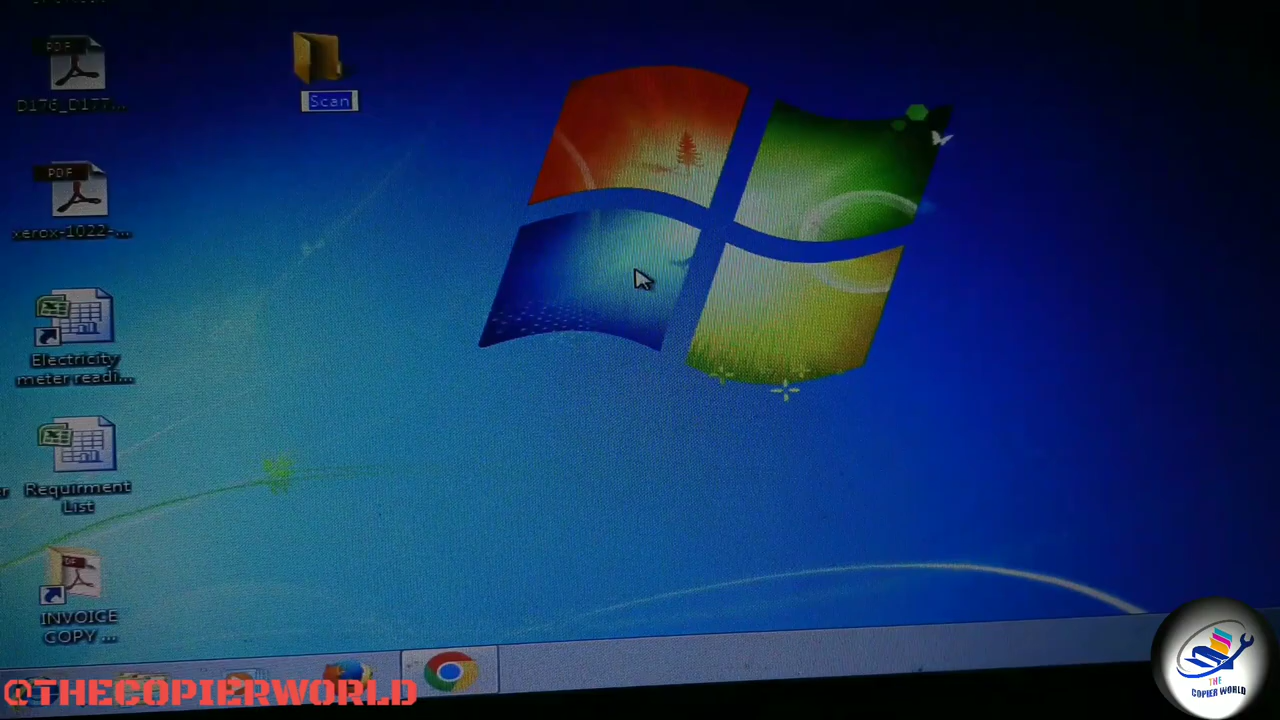 PDF
D176_D177...
Scan
PDF
xerox-1022-...
Electricity
meter readi...
Requirment
List
INVOICE
COPY ...
@THECOPIERWORLD
THE
COPIER WORLD